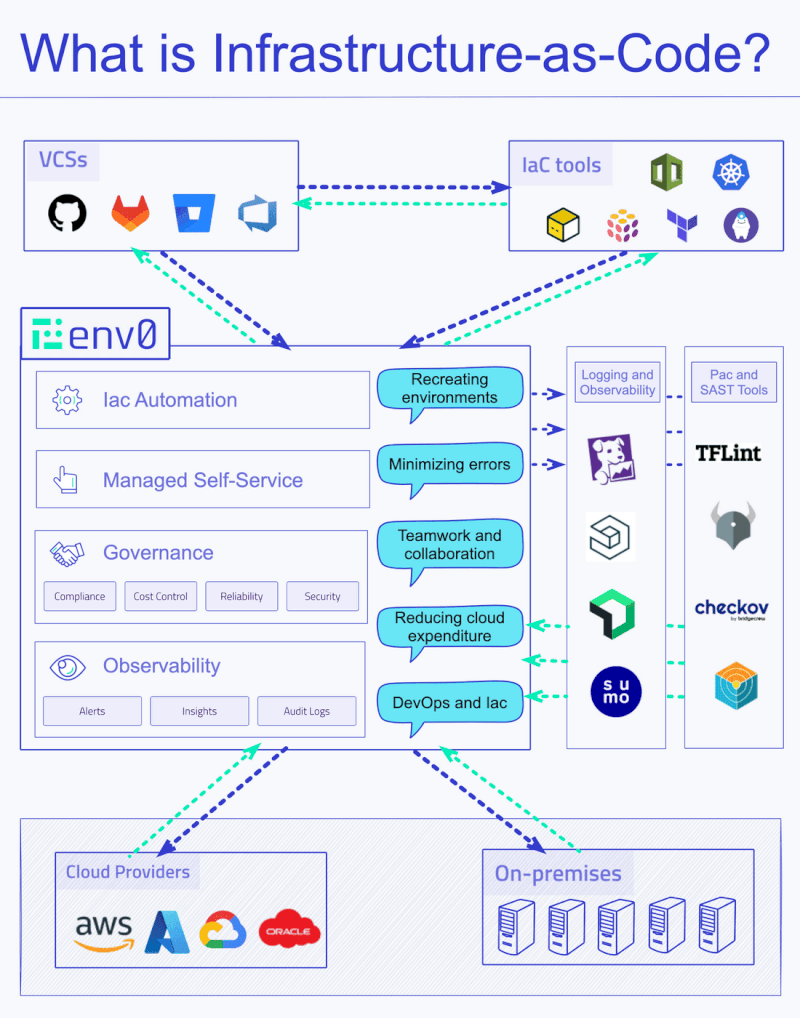 What is Infrastructure-as-Code?
VCSs
IaC tools
env0
Iac Automation
Managed Self-Service
Governance
Compliance
Cost Control
Reliability
Security
Observability
Alerts
Insights
Audit Logs
Recreating
environments
Minimizing errors
Teamwork and
collaboration
Reducing cloud
expenditure
DevOps and Iac
Logging and
Observability
su
mo
Pac and
SAST Tools
TFLint
checkov
by bridgecrew
Cloud Providers
aws
ORACLE
On-premises